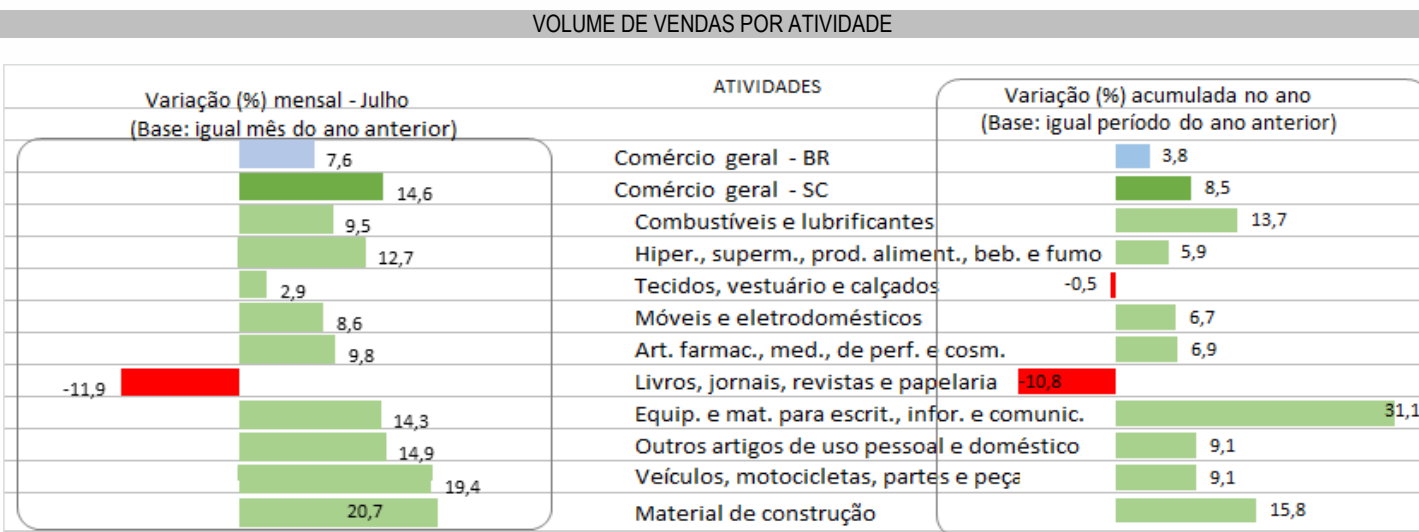 VOLUME DE VENDAS POR ATIVIDADE
Variação (%) mensal - Julho
(Base: igual mês do ano anterior)
ATIVIDADES
Variação (%) acumulada no ano
(Base: igual período do ano anterior)
7,6 Comércio geral - BR 3,8
14,6 Comércio geral - SC 8,5
9,5 Combustíveis e lubrificantes 13,7
12,7 Hiper., superm., prod. aliment., beb. e fumo 5,9
2,9 Tecidos, vestuário e calçados -0,5
8,6 Móveis e eletrodomésticos 6,7
9,8 Art. farmac., med., de perf. e cosm. 6,9
-11,9 Livros, jornais, revistas e papelaria -10,8
14,3 Equip. e mat. para escrit., infor. e comunic. 31,1
14,9 Outros artigos de uso pessoal e doméstico 9,1
19,4 Veículos, motocicletas, partes e peça 9,1
20,7 Material de construção 15,8